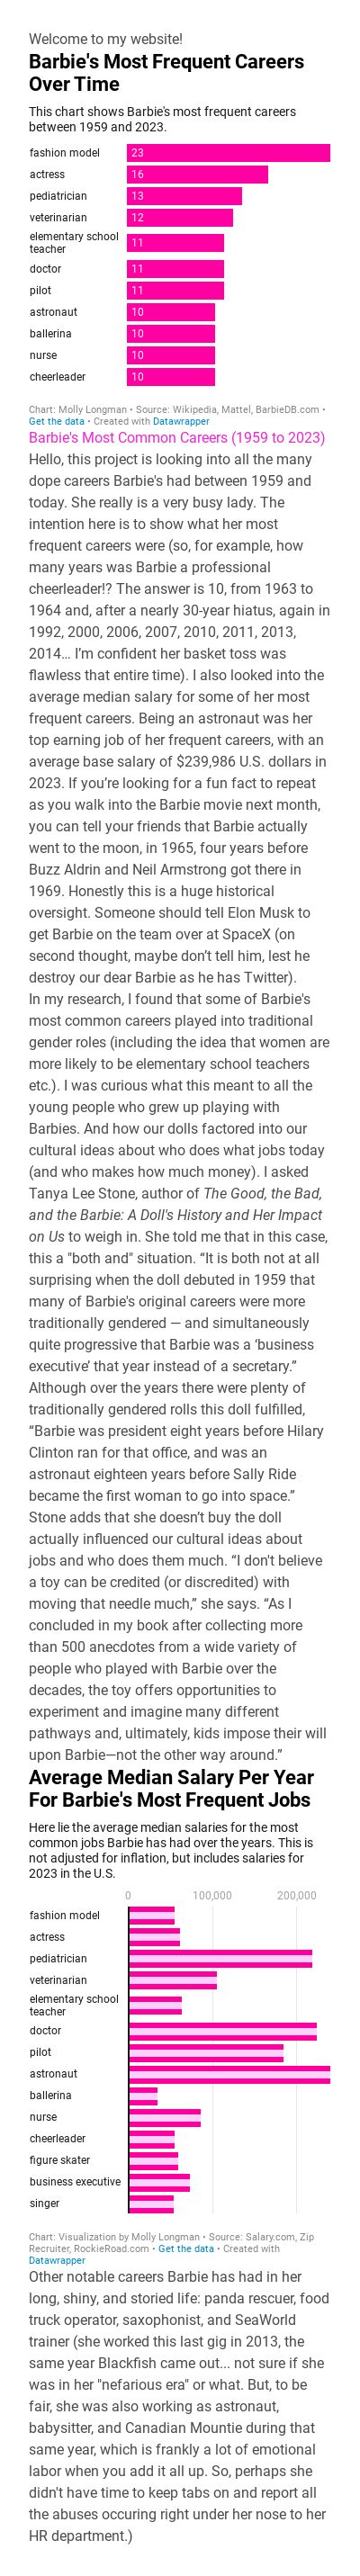 Welcome to my website!
Barbie's Most Frequent Careers
Over Time
This chart shows Barbie's most frequent careers
between 1959 and 2023.
fashion model 23
actress 16
pediatrician 13
veterinarian 12
elementary school
teacher 11
doctor 11
pilot 11
astronaut 10
ballerina 10
nurse 10
cheerleader 10
Chart: Molly Longman • Source: Wikipedia, Mattel, BarbieDB.com •
Get the data • Created with Datawrapper
Barbie's Most Common Careers (1959 to 2023)
Hello, this project is looking into all the many
dope careers Barbie's had between 1959 and
today. She really is a very busy lady. The
intention here is to show what her most
frequent careers were (so, for example, how
many years was Barbie a professional
cheerleader!? The answer is 10, from 1963 to
1964 and, after a nearly 30-year hiatus, again in
1992, 2000, 2006, 2007, 2010, 2011, 2013,
2014… I’m confident her basket toss was
flawless that entire time). I also looked into the
average median salary for some of her most
frequent careers. Being an astronaut was her
top earning job of her frequent careers, with an
average base salary of $239,986 U.S. dollars in
2023. If you’re looking for a fun fact to repeat
as you walk into the Barbie movie next month,
you can tell your friends that Barbie actually
went to the moon, in 1965, four years before
Buzz Aldrin and Neil Armstrong got there in
1969. Honestly this is a huge historical
oversight. Someone should tell Elon Musk to
get Barbie on the team over at SpaceX (on
second thought, maybe don’t tell him, lest he
destroy our dear Barbie as he has Twitter).
In my research, I found that some of Barbie's
most common careers played into traditional
gender roles (including the idea that women are
more likely to be elementary school teachers
etc.). I was curious what this meant to all the
young people who grew up playing with
Barbies. And how our dolls factored into our
cultural ideas about who does what jobs today
(and who makes how much money). I asked
Tanya Lee Stone, author of The Good, the Bad,
and the Barbie: A Doll's History and Her Impact
on Us to weigh in. She told me that in this case,
this a "both and" situation. “It is both not at all
surprising when the doll debuted in 1959 that
many of Barbie's original careers were more
traditionally gendered — and simultaneously
quite progressive that Barbie was a ‘business
executive’ that year instead of a secretary.”
Although over the years there were plenty of
traditionally gendered rolls this doll fulfilled,
“Barbie was president eight years before Hilary
Clinton ran for that office, and was an
astronaut eighteen years before Sally Ride
became the first woman to go into space.”
Stone adds that she doesn’t buy the doll
actually influenced our cultural ideas about
jobs and who does them much. “I don't believe
a toy can be credited (or discredited) with
moving that needle much,” she says. “As I
concluded in my book after collecting more
than 500 anecdotes from a wide variety of
people who played with Barbie over the
decades, the toy offers opportunities to
experiment and imagine many different
pathways and, ultimately, kids impose their will
upon Barbie—not the other way around.”
Average Median Salary Per Year
For Barbie's Most Frequent Jobs
Here lie the average median salaries for the most
common jobs Barbie has had over the years. This is
not adjusted for inflation, but includes salaries for
2023 in the U.S.
0 100,000 200,000
fashion model
actress
pediatrician
veterinarian
elementary school
teacher
doctor
pilot
astronaut
ballerina
nurse
cheerleader
figure skater
business executive
singer
Chart: Visualization by Molly Longman • Source: Salary.com, Zip
Recruiter, RockieRoad.com • Get the data • Created with
Datawrapper
Other notable careers Barbie has had in her
long, shiny, and storied life: panda rescuer, food
truck operator, saxophonist, and SeaWorld
trainer (she worked this last gig in 2013, the
same year Blackfish came out... not sure if she
was in her "nefarious era" or what. But, to be
fair, she was also working as astronaut,
babysitter, and Canadian Mountie during that
same year, which is frankly a lot of emotional
labor when you add it all up. So, perhaps she
didn't have time to keep tabs on and report all
the abuses occuring right under her nose to her
HR department.)